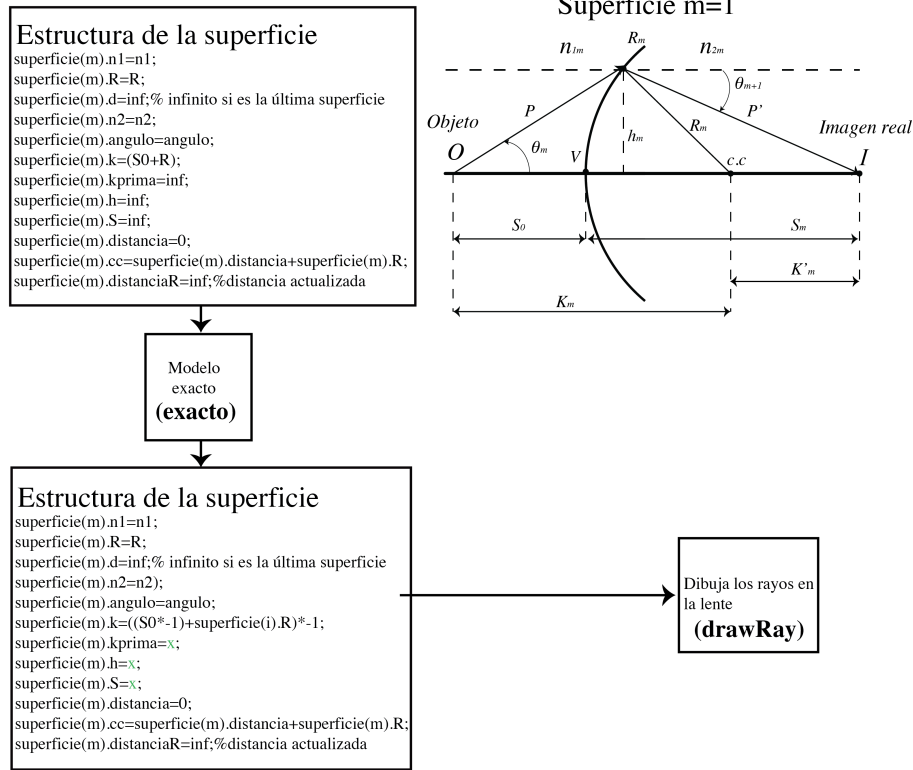 Superficie m=1
Estructura de la superficie
superficie(m).n1=n1;
superficie(m).R=R;
superficie(m).d=inf;% infinito si es la última superficie
superficie(m).n2=n2;
superficie(m).angulo=angulo;
superficie(m).k=(S0+R);
superficie(m).kprima=inf;
superficie(m).h=inf;
superficie(m).S=inf;
superficie(m).distancia=0;
superficie(m).cc=superficie(m).distancia+superficie(m).R;
superficie(m).distanciaR=inf;%distancia actualizada
n1m
Rm
n2m
θm+1
P
P'
Objeto
Rm
Imagen real
hm
O
θm
V
c.c
I
S0
Sm
K'm
Km
Modelo
exacto
(exacto)
Estructura de la superficie
superficie(m).n1=n1;
superficie(m).R=R;
superficie(m).d=inf;% infinito si es la última superficie
superficie(m).n2=n2);
superficie(m).angulo=angulo;
superficie(m).k=((S0*-1)+superficie(i).R)*-1;
superficie(m).kprima=x;
superficie(m).h=x;
superficie(m).S=x;
superficie(m).distancia=0;
superficie(m).cc=superficie(m).distancia+superficie(m).R;
superficie(m).distanciaR=inf;%distancia actualizada
Dibuja los rayos en
la lente
(drawRay)